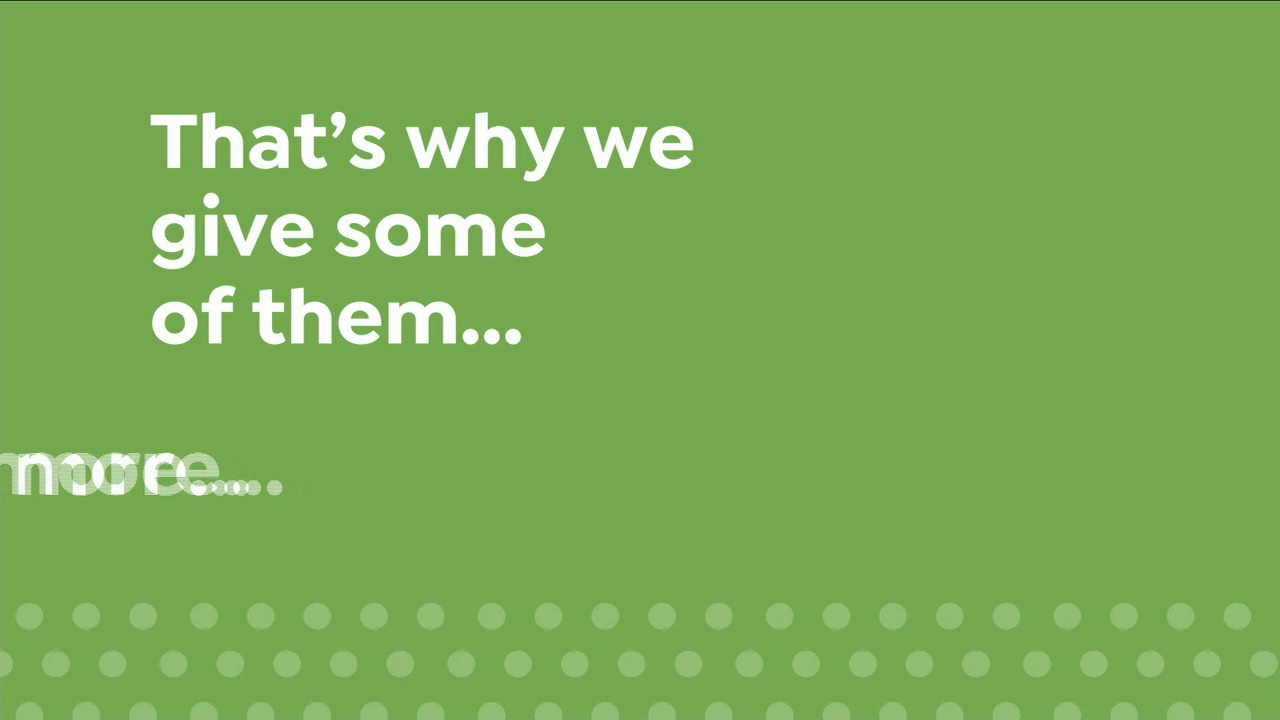 That’s why we
give some
of them...
more...